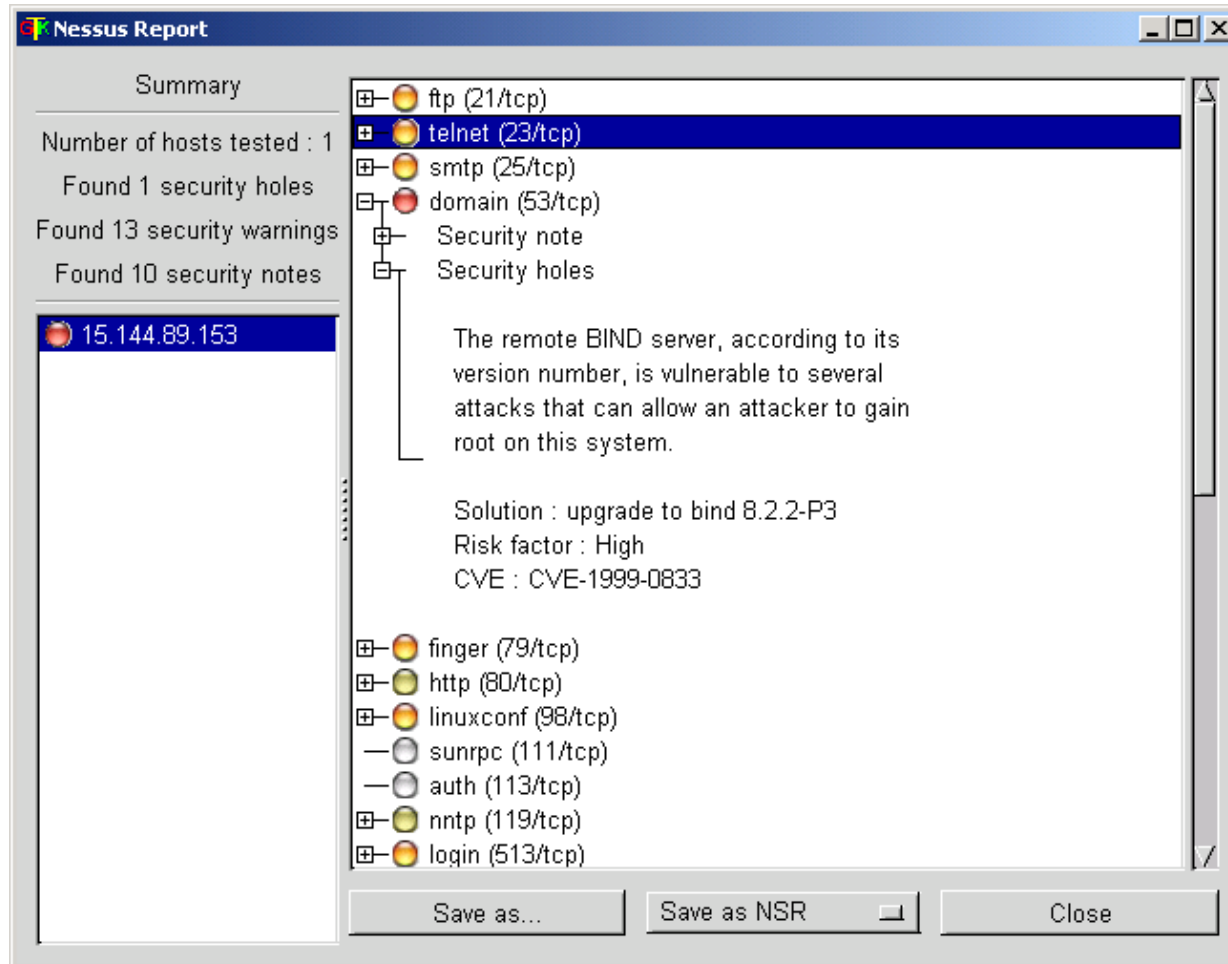 GTK Nessus Report
Summary
Number of hosts tested : 1
Found 1 security holes
Found 13 security warnings
Found 10 security notes
15.144.89.153
ftp (21/tcp)
telnet (23/tcp)
smtp (25/tcp)
domain (53/tcp)
Security note
Security holes
The remote BIND server, according to its
version number, is vulnerable to several
attacks that can allow an attacker to gain
root on this system.
Solution : upgrade to bind 8.2.2-P3
Risk factor : High
CVE : CVE-1999-0833
finger (79/tcp)
http (80/tcp)
linuxconf (98/tcp)
sunrpc (111/tcp)
auth (113/tcp)
nntp (119/tcp)
login (513/tcp)
Save as...
Save as NSR
Close